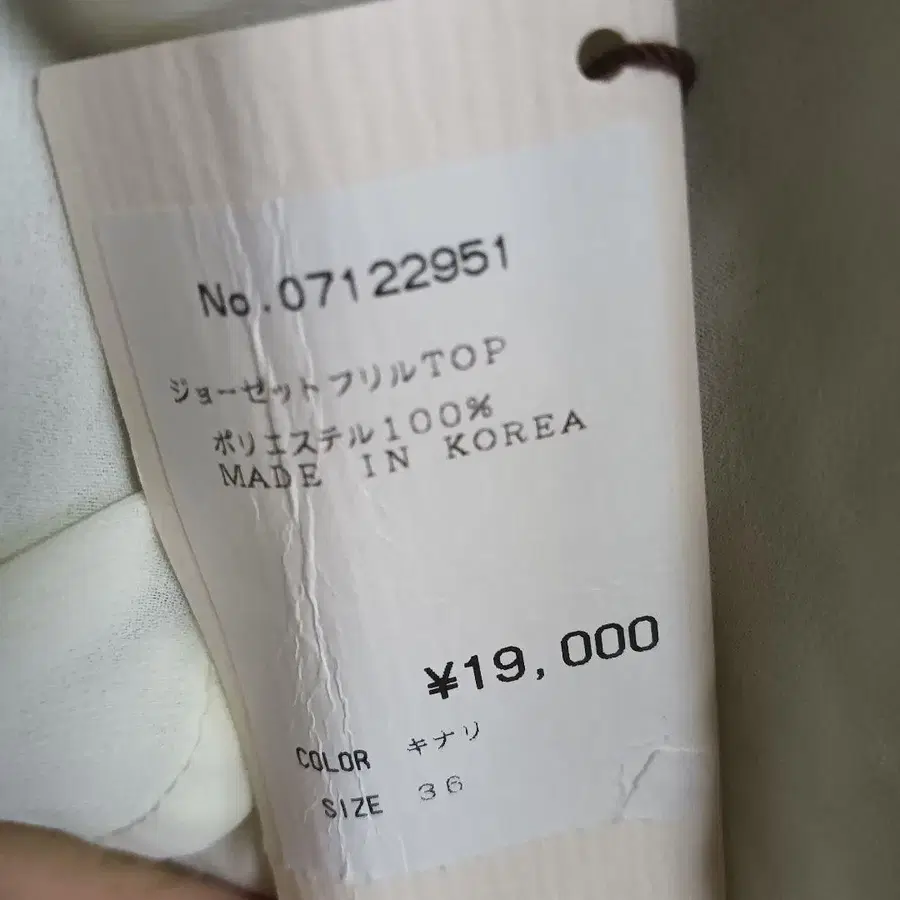 No.07122951
ジョーゼットフリルTOP
ポリエステル100%
MADE IN KOREA
¥19,000
COLOR キナリ
SIZE 36